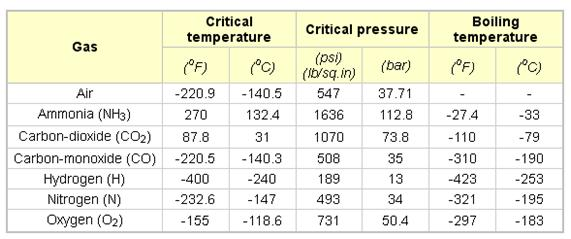 Gas Critical temperature Critical pressure Boiling temperature
(⁰F) (⁰C) (psi) (lb/sq.in) (bar) (⁰F) (⁰C)
Air -220.9 -140.5 547 37.71 - -
Ammonia (NH₃) 270 132.4 1636 112.8 -27.4 -33
Carbon-dioxide (CO₂) 87.8 31 1070 73.8 -110 -79
Carbon-monoxide (CO) -220.5 -140.3 508 35 -310 -190
Hydrogen (H) -400 -240 189 13 -423 -253
Nitrogen (N) -232.6 -147 493 34 -321 -195
Oxygen (O₂) -155 -118.6 731 50.4 -297 -183